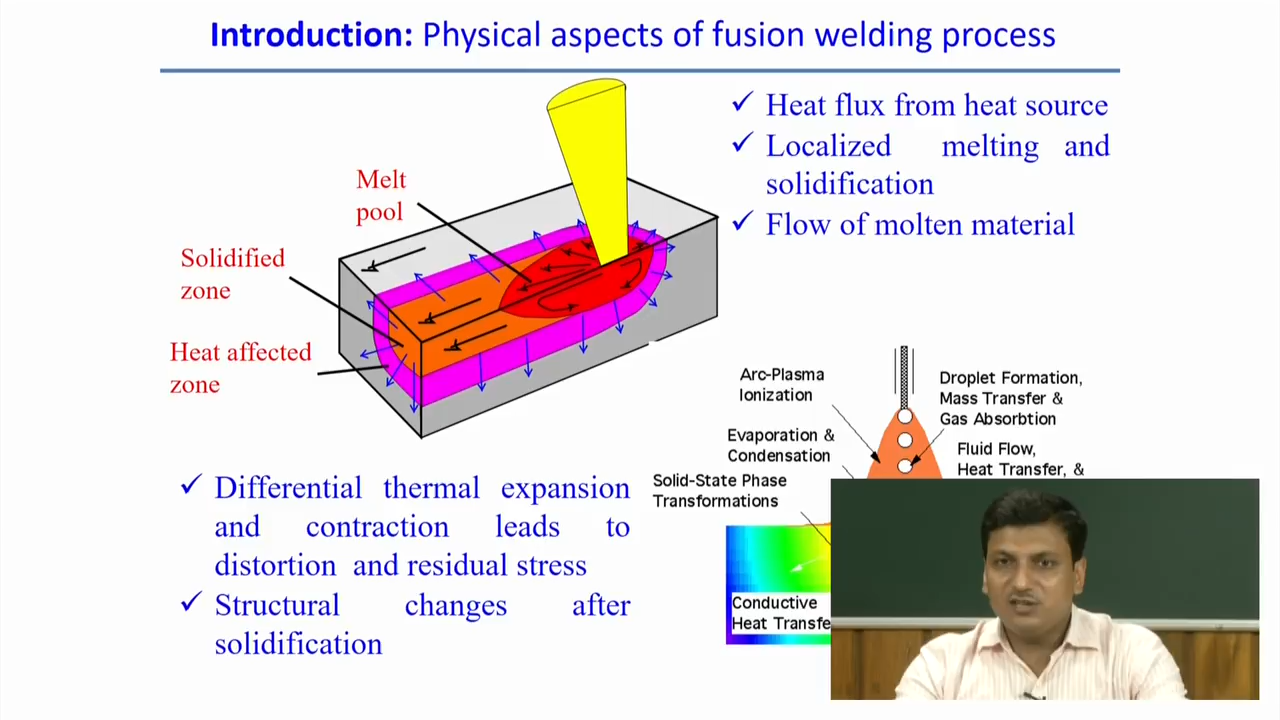 Introduction: Physical aspects of fusion welding process
✓ Heat flux from heat source
✓ Localized melting and
solidification
✓ Flow of molten material
Melt
pool
Solidified
zone
Heat affected
zone
✓ Differential thermal expansion
and contraction leads to
distortion and residual stress
✓ Structural changes after
solidification
Arc-Plasma
Ionization
Evaporation &
Condensation
Solid-State Phase
Transformations
Droplet Formation,
Mass Transfer &
Gas Absorbtion
Fluid Flow,
Heat Transfer, &
Conductive
Heat Transfe